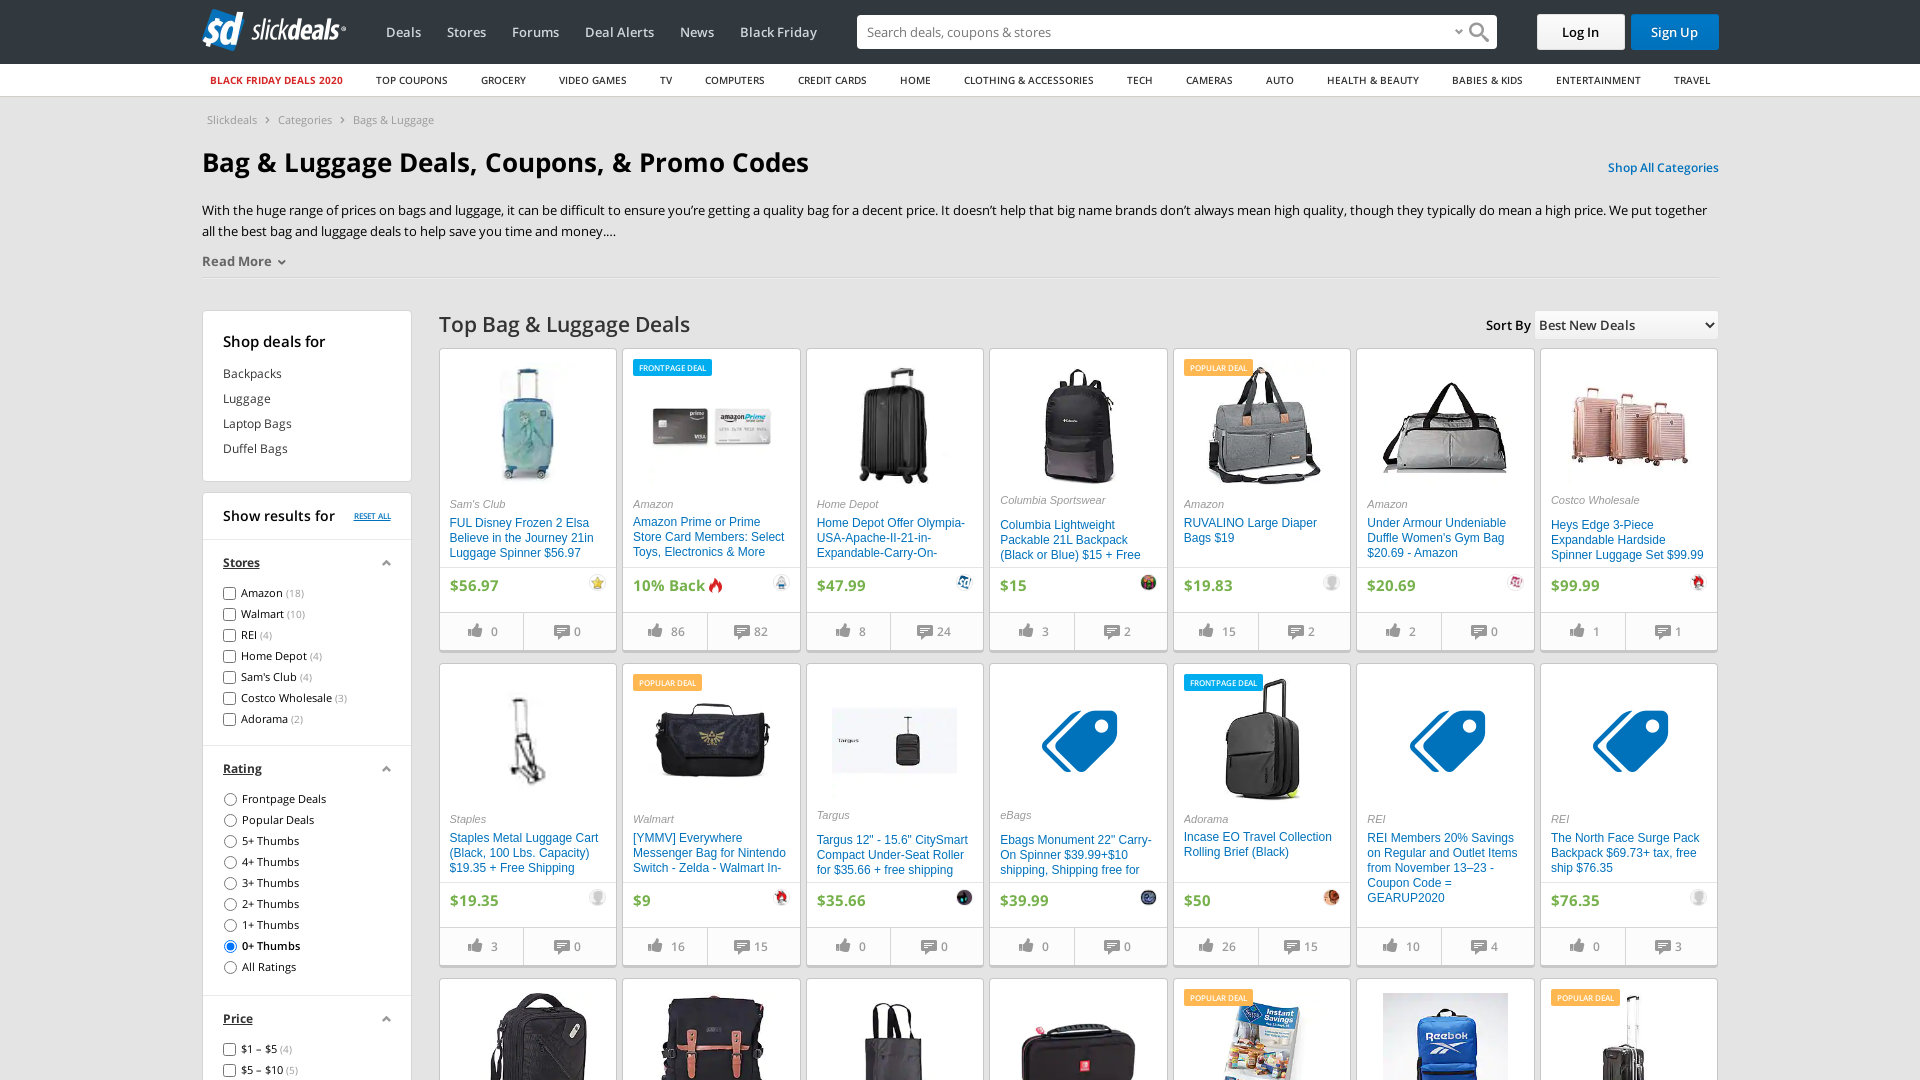 slickdeals
Deals
Stores
Forums
Deal Alerts
News
Black Friday
Search deals, coupons & stores
Log In
Sign Up
BLACK FRIDAY DEALS 2020
TOP COUPONS
GROCERY
VIDEO GAMES
TV
COMPUTERS
CREDIT CARDS
HOME
CLOTHING & ACCESSORIES
TECH
CAMERAS
AUTO
HEALTH & BEAUTY
BABIES & KIDS
ENTERTAINMENT
TRAVEL
Slickdeals > Categories > Bags & Luggage
Bag & Luggage Deals, Coupons, & Promo Codes
Shop All Categories
With the huge range of prices on bags and luggage, it can be difficult to ensure you’re getting a quality bag for a decent price. It doesn’t help that big name brands don’t always mean high quality, though they typically do mean a high price. We put together
all the best bag and luggage deals to help save you time and money....
Read More
Shop deals for
Backpacks
Luggage
Laptop Bags
Duffel Bags
Show results for
RESET ALL
Stores
Amazon (18)
Walmart (10)
REI (4)
Home Depot (4)
Sam's Club (4)
Costco Wholesale (3)
Adorama (2)
Rating
Frontpage Deals
Popular Deals
5+ Thumbs
4+ Thumbs
3+ Thumbs
2+ Thumbs
1+ Thumbs
0+ Thumbs
All Ratings
Price
$1 – $5 (4)
$5 – $10 (5)
Top Bag & Luggage Deals
Sort By
Best New Deals
Sam's Club
FUL Disney Frozen 2 Elsa
Believe in the Journey 21in
Luggage Spinner $56.97
$56.97
0
0
FRONTPAGE DEAL
Amazon
Amazon Prime or Prime
Store Card Members: Select
Toys, Electronics & More
10% Back
86
82
Home Depot
Home Depot Offer Olympia-
USA-Apache-II-21-in-
Expandable-Carry-On-
$47.99
8
24
Columbia Sportswear
Columbia Lightweight
Packable 21L Backpack
(Black or Blue) $15 + Free
$15
3
2
POPULAR DEAL
Amazon
RUVALINO Large Diaper
Bags $19
$19.83
15
2
Amazon
Under Armour Undeniable
Duffle Women's Gym Bag
$20.69 - Amazon
$20.69
2
0
Costco Wholesale
Heys Edge 3-Piece
Expandable Hardside
Spinner Luggage Set $99.99
$99.99
1
1
Staples
Staples Metal Luggage Cart
(Black, 100 Lbs. Capacity)
$19.35 + Free Shipping
$19.35
3
0
POPULAR DEAL
Walmart
[YMMV] Everywhere
Messenger Bag for Nintendo
Switch - Zelda - Walmart In-
$9
16
15
Targus
Targus
Targus 12" - 15.6" CitySmart
Compact Under-Seat Roller
for $35.66 + free shipping
$35.66
0
0
eBags
Ebags Monument 22" Carry-
On Spinner $39.99+$10
shipping, Shipping free for
$39.99
0
0
FRONTPAGE DEAL
Adorama
Incase EO Travel Collection
Rolling Brief (Black)
$50
26
15
REI
REI Members 20% Savings
on Regular and Outlet Items
from November 13–23 -
Coupon Code =
GEARUP2020
10
4
REI
The North Face Surge Pack
Backpack $69.73+ tax, free
ship $76.35
$76.35
0
3
POPULAR DEAL
Instant
Savings
Reebok
POPULAR DEAL